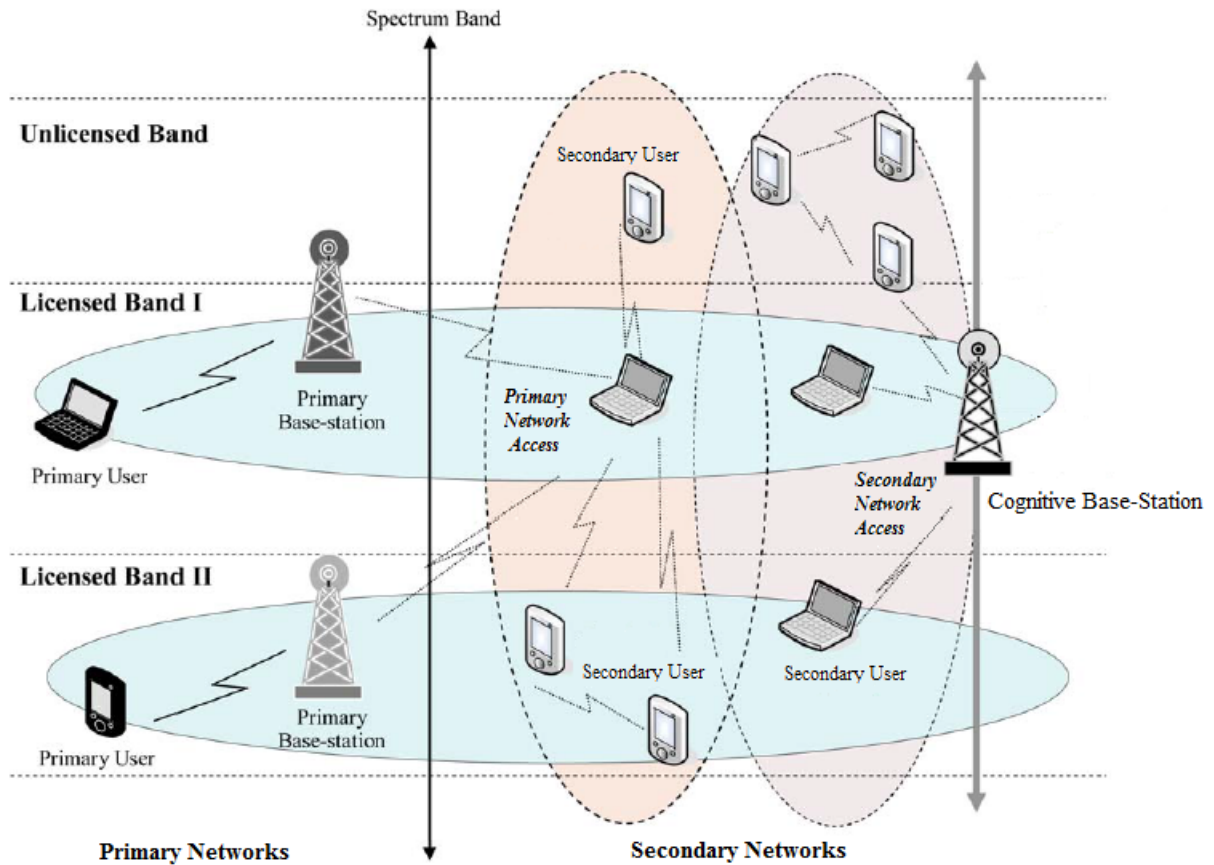 Spectrum Band
Unlicensed Band
Secondary User
Licensed Band I
Primary
Base-station
Primary
Network
Access
Primary User
Secondary
Network
Access
Cognitive Base-Station
Licensed Band II
Secondary User
Secondary User
Primary
Base-station
Primary User
Primary Networks
Secondary Networks